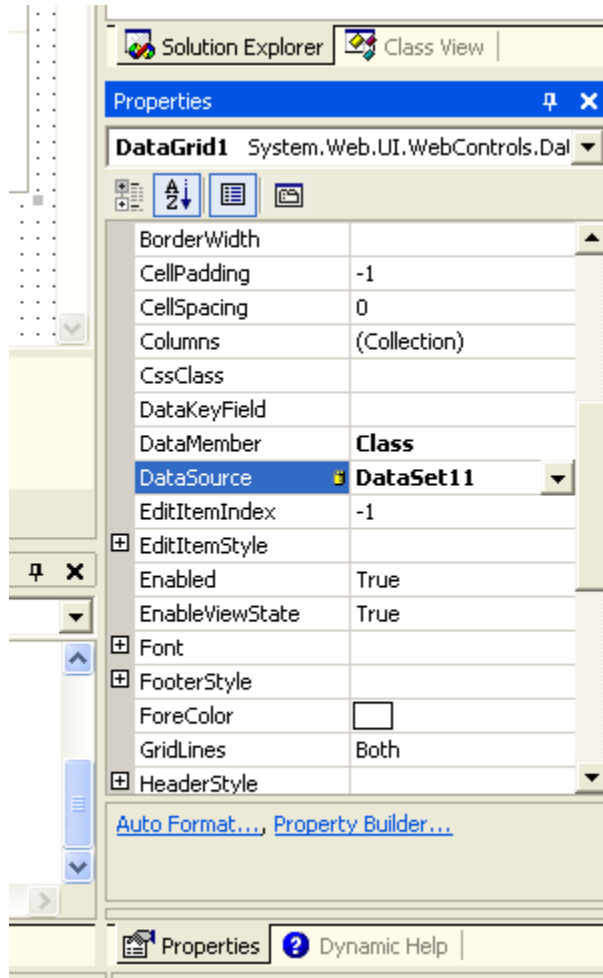 Solution Explorer Class View
Properties
DataGrid1 System.Web.UI.WebControls.Dat
BorderWidth
CellPadding -1
CellSpacing 0
Columns (Collection)
CssClass
DataKeyField
DataMember Class
DataSource DataSet11
EditItemIndex -1
EditItemStyle
Enabled True
EnableViewState True
Font
FooterStyle
ForeColor
GridLines Both
HeaderStyle
Auto Format..., Property Builder...
Properties Dynamic Help